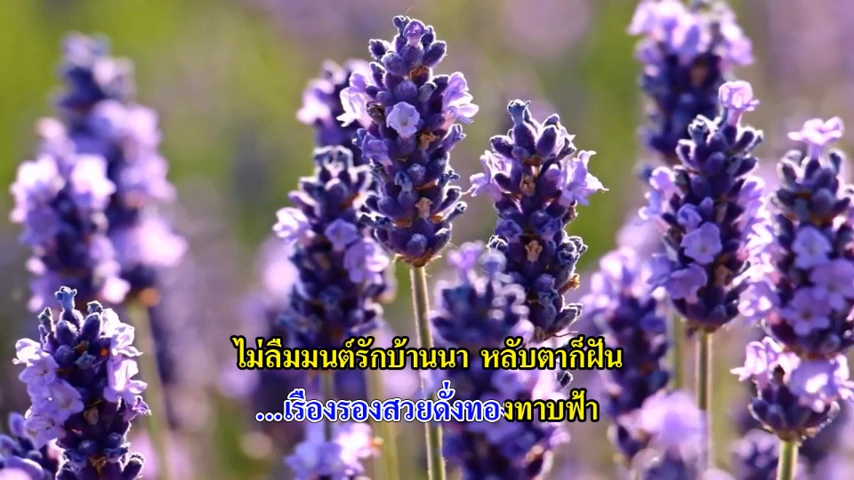 ไม่ลืมมนต์รักบ้านนา หลับตาก็ฝัน
...เรืองรองสวยดั่งทองทาบฟ้า